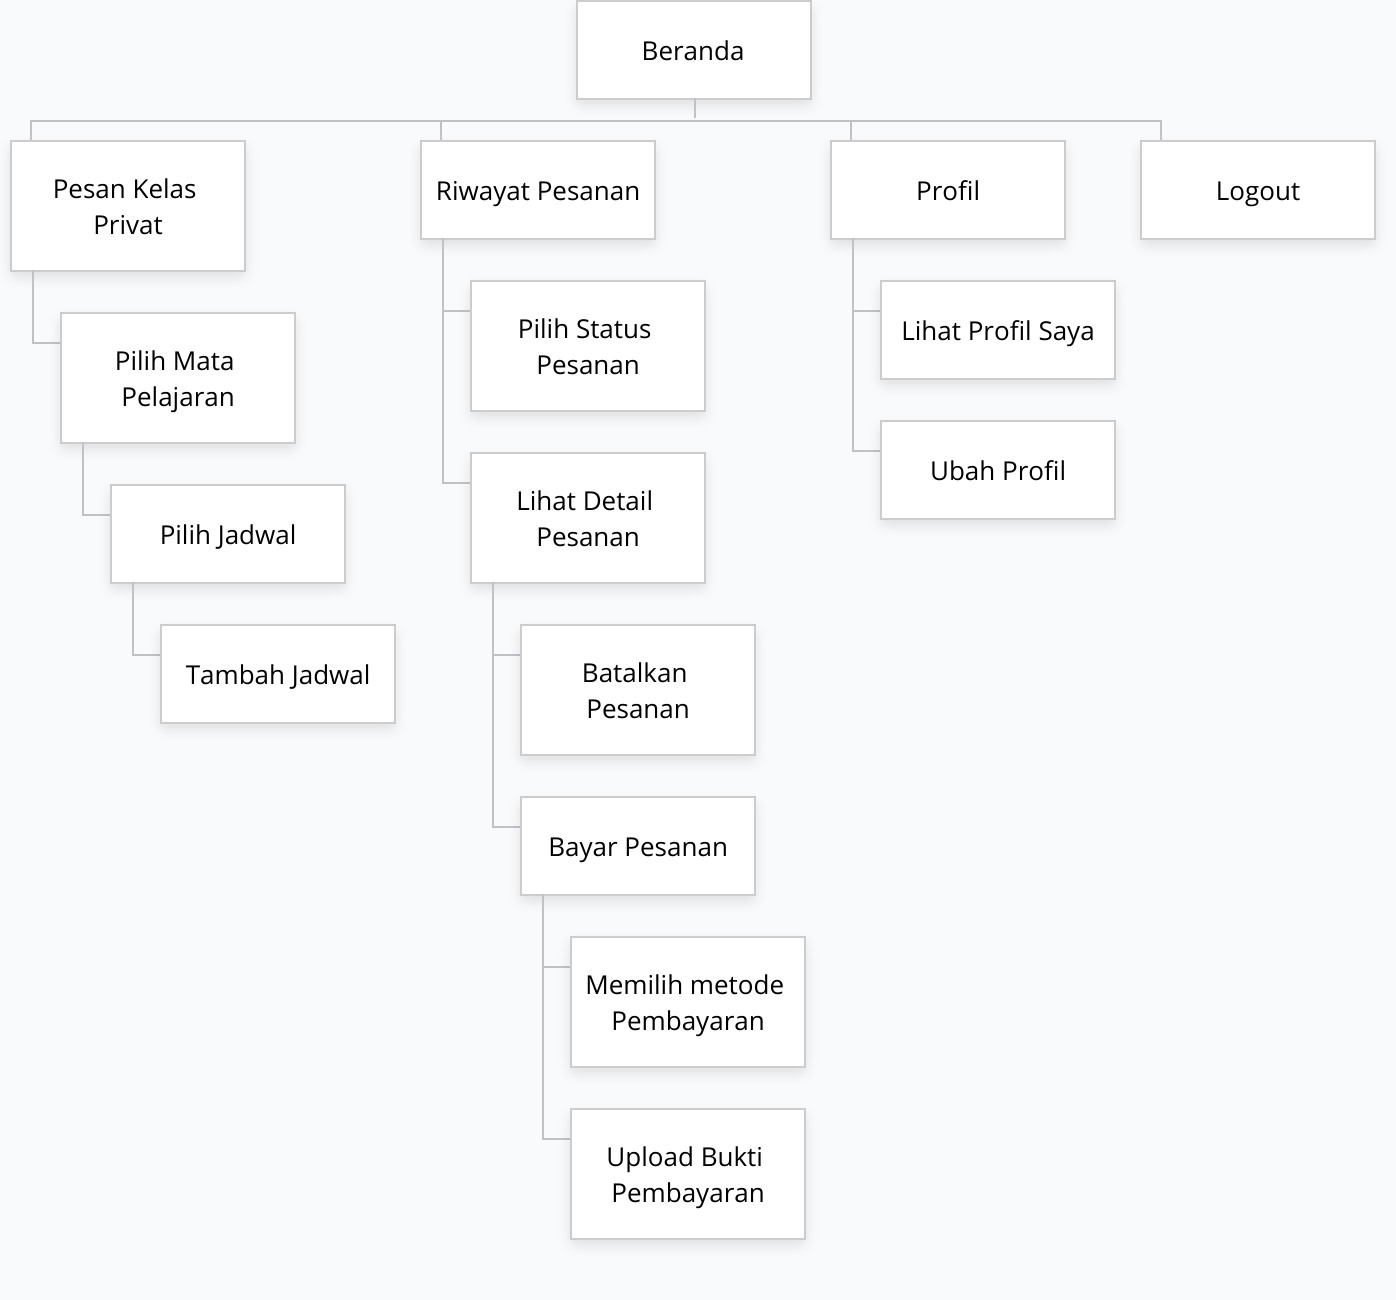 Beranda
Pesan Kelas
Privat
Pilih Mata
Pelajaran
Pilih Jadwal
Tambah Jadwal
Riwayat Pesanan
Pilih Status
Pesanan
Lihat Detail
Pesanan
Batalkan
Pesanan
Bayar Pesanan
Memilih metode
Pembayaran
Upload Bukti
Pembayaran
Profil
Lihat Profil Saya
Ubah Profil
Logout